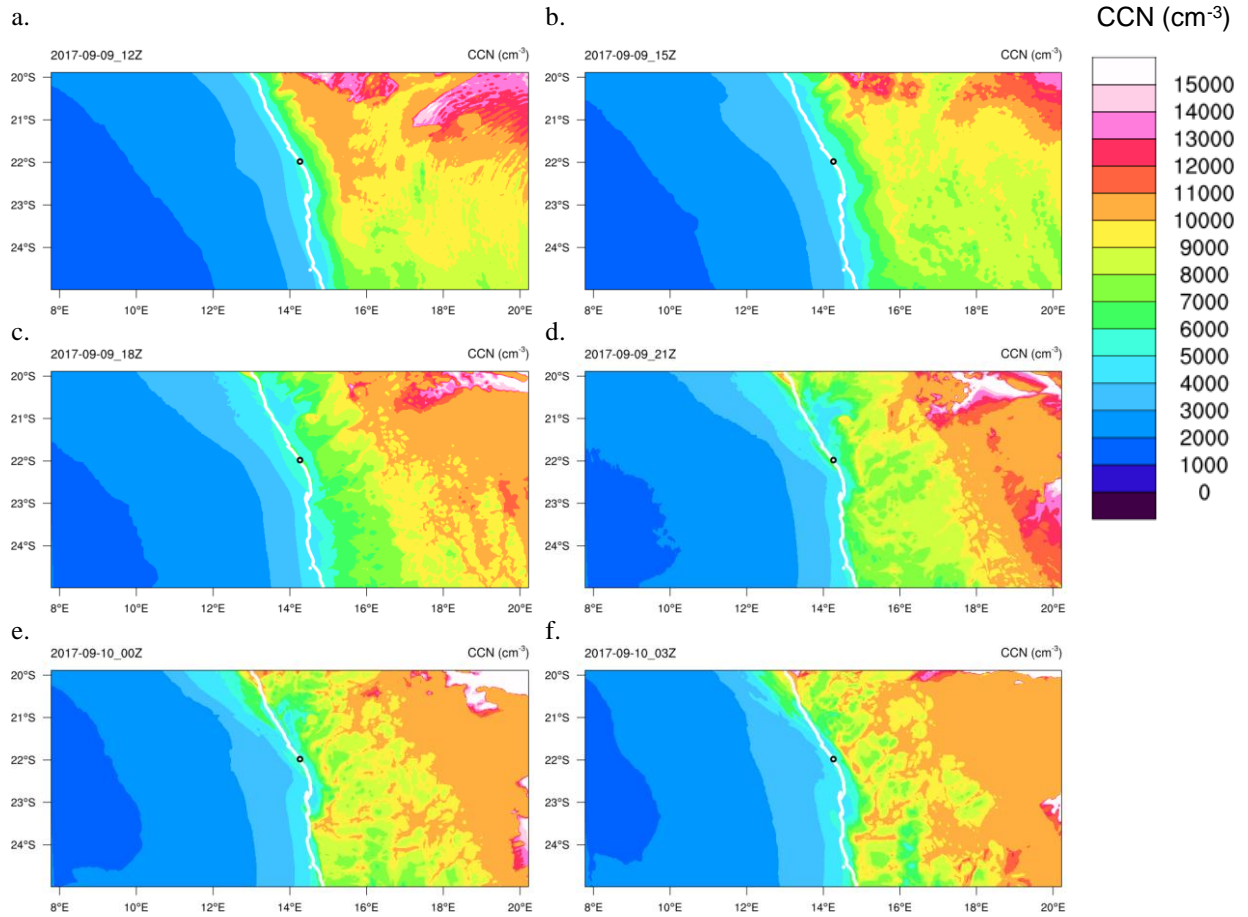 a.
2017-09-09_12Z CCN (cm-3)
20°S
21°S
22°S
23°S
24°S
8°E 10°E 12°E 14°E 16°E 18°E 20°E
b.
2017-09-09_15Z CCN (cm-3)
20°S
21°S
22°S
23°S
24°S
8°E 10°E 12°E 14°E 16°E 18°E 20°E
CCN (cm-3)
15000
14000
13000
12000
11000
10000
9000
8000
7000
6000
5000
4000
3000
2000
1000
0
c.
2017-09-09_18Z CCN (cm-3)
20°S
21°S
22°S
23°S
24°S
8°E 10°E 12°E 14°E 16°E 18°E 20°E
d.
2017-09-09_21Z CCN (cm-3)
20°S
21°S
22°S
23°S
24°S
8°E 10°E 12°E 14°E 16°E 18°E 20°E
e.
2017-09-10_00Z CCN (cm-3)
20°S
21°S
22°S
23°S
24°S
8°E 10°E 12°E 14°E 16°E 18°E 20°E
f.
2017-09-10_03Z CCN (cm-3)
20°S
21°S
22°S
23°S
24°S
8°E 10°E 12°E 14°E 16°E 18°E 20°E